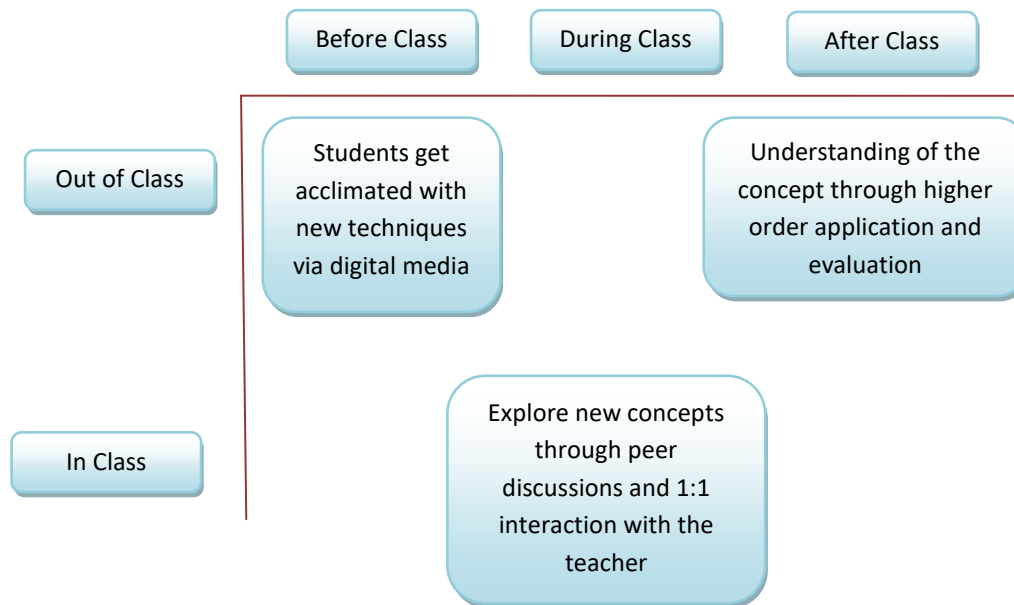 Before Class
During Class
After Class
Out of Class
Students get
acclimated with
new techniques
via digital media
Understanding of the
concept through higher
order application and
evaluation
In Class
Explore new concepts
through peer
discussions and 1:1
interaction with the
teacher